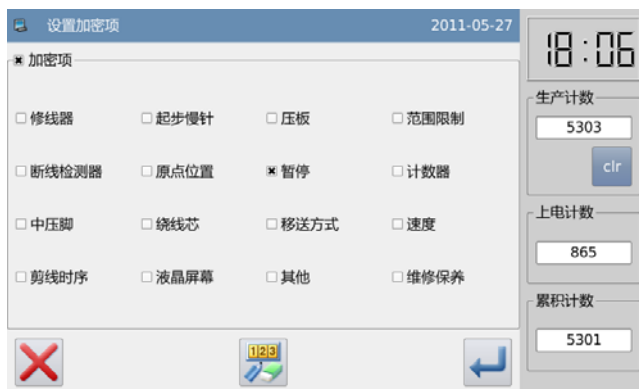 设置加密项 2011-05-27
18:06
加密项
修线器 起步慢针 压板 范围限制
断线检测器 原点位置 暂停 计数器
中压脚 绕线芯 移送方式 速度
剪线时序 液晶屏幕 其他 维修保养
123
生产计数
5303
clr
上电计数
865
累积计数
5301